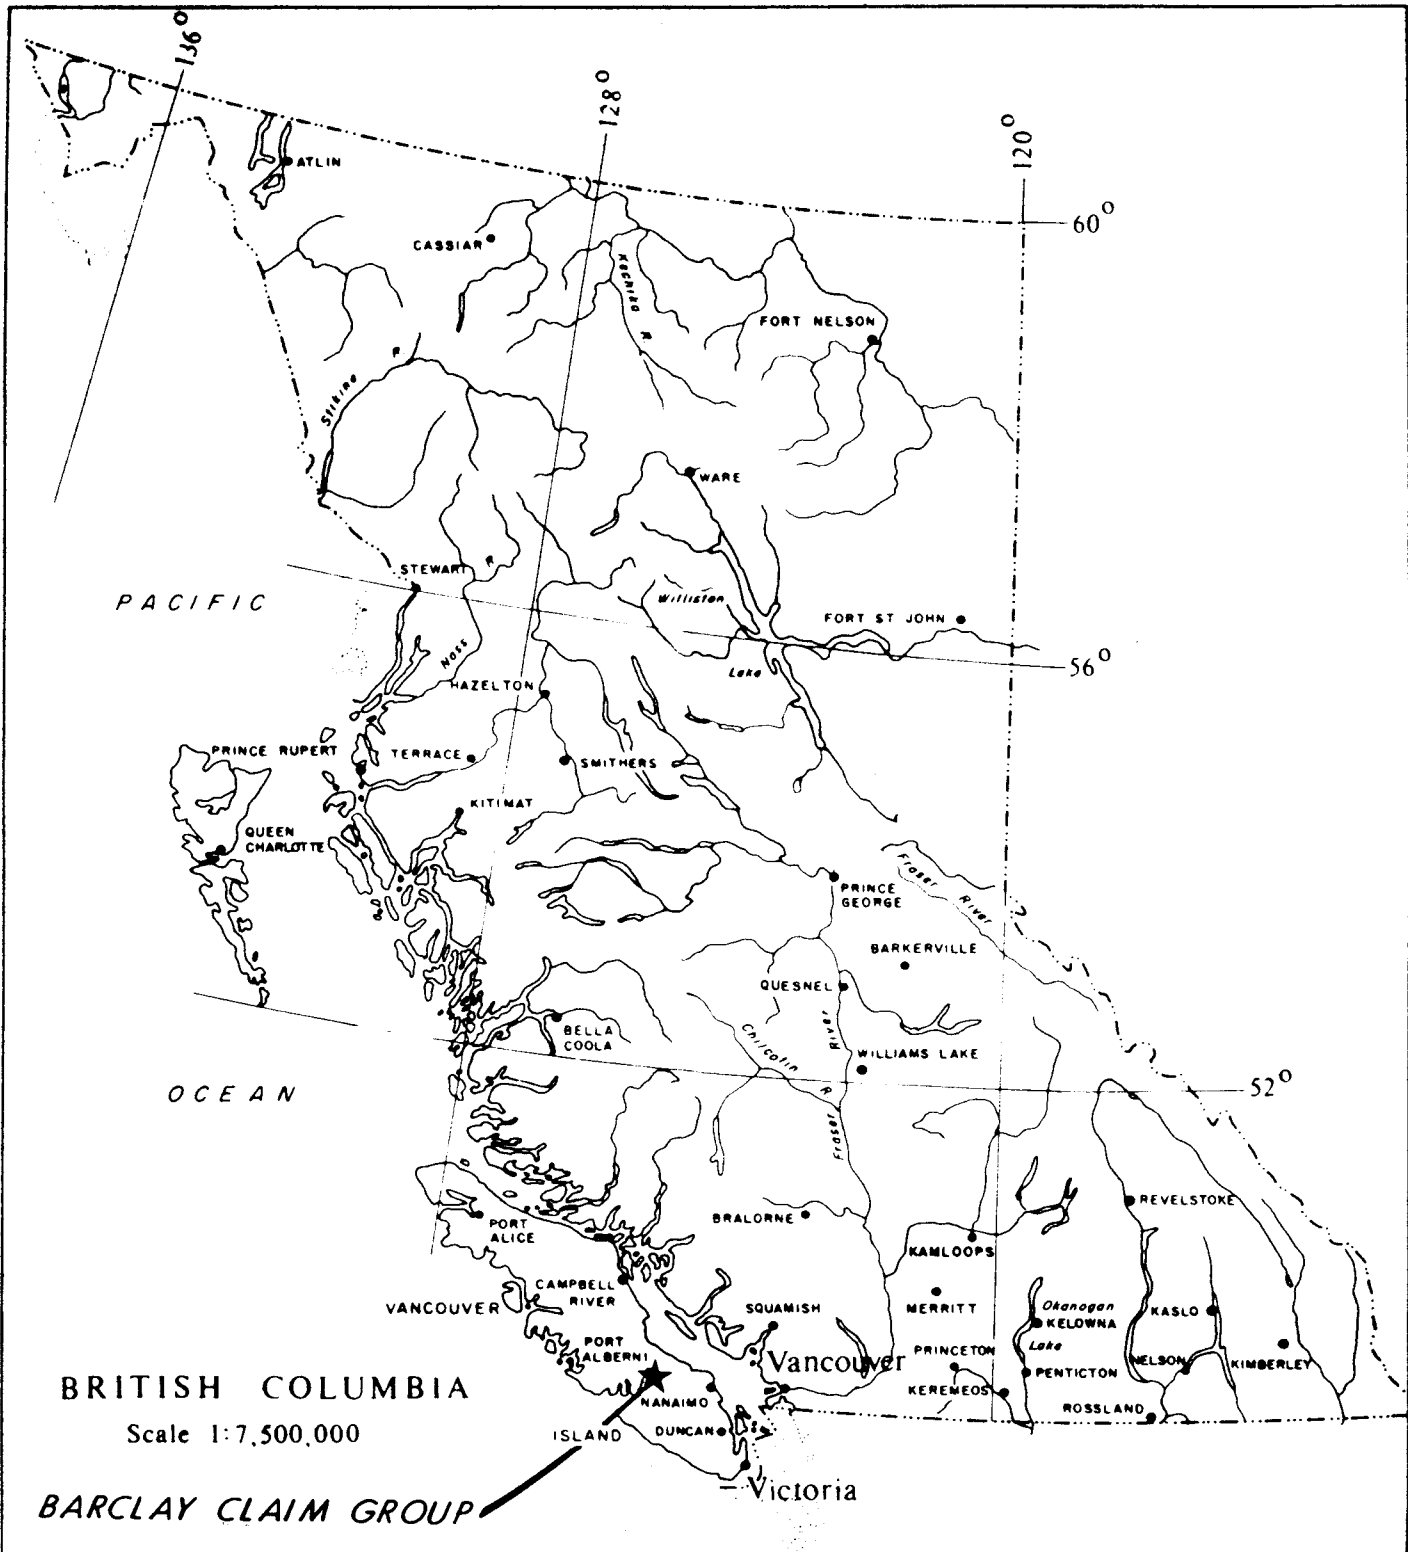 136°
128°
120°
ATLIN
60°
CASSIAR
Kechika R.
FORT NELSON
Stikine R
WARE
STEWART
R
PACIFIC
Williston
FORT ST JOHN
Nass
56°
Lake
HAZELTON
PRINCE RUPERT
TERRACE
SMITHERS
KITIMAT
QUEEN
CHARLOTTE
Fraser River
PRINCE
GEORGE
BARKERVILLE
QUESNEL
BELLA
COOLA
Chilcotin R
River
WILLIAMS LAKE
52°
OCEAN
Fraser
REVELSTOKE
PORT
ALICE
BRALORNE
KAMLOOPS
CAMPBELL
RIVER
VANCOUVER
SQUAMISH
MERRITT
Okanogan
KELOWNA
KASLO
PORT
ALBERNI
Lake
Vancouver
PRINCETON
NELSON
KIMBERLEY
PENTICTON
BRITISH COLUMBIA
KEREMEOS
NANAIMO
ROSSLAND
Scale 1:7,500,000
ISLAND
DUNCAN
Victoria
BARCLAY CLAIM GROUP